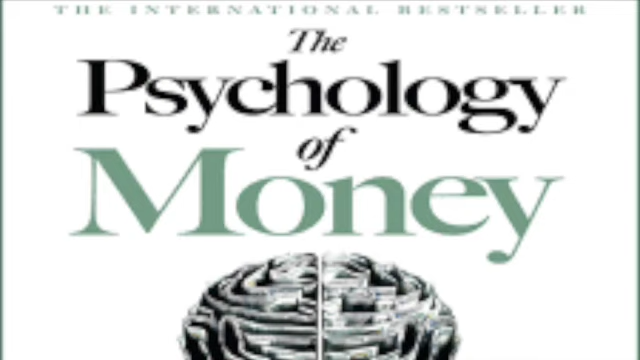 THE INTERNATIONAL BESTSELLER
The
Psychology
of
Money